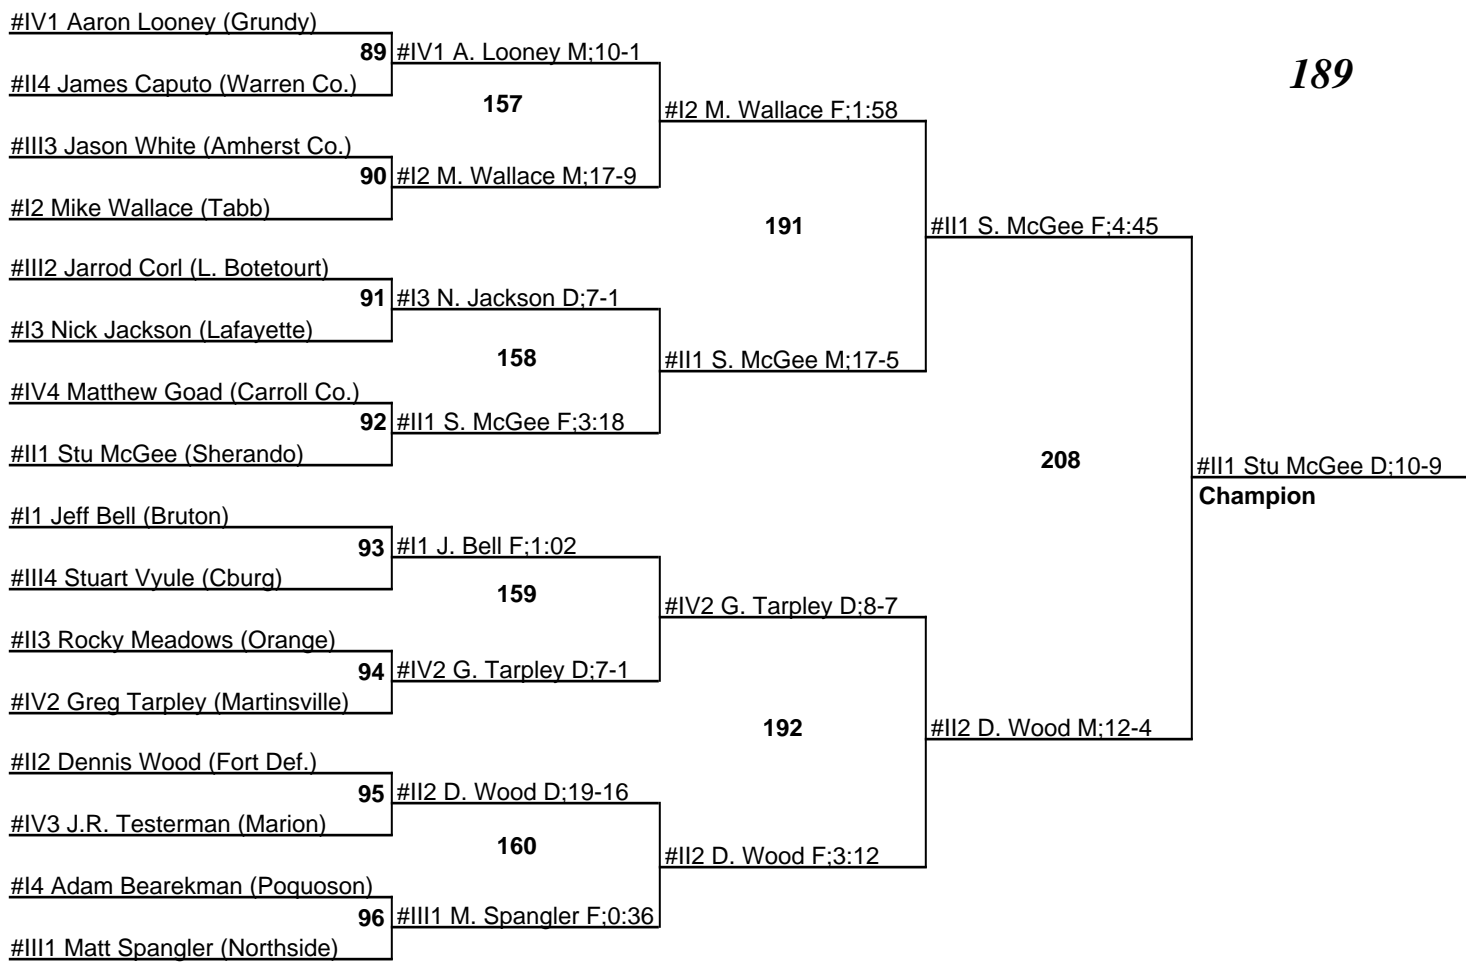 #IV1 Aaron Looney (Grundy)
89 #IV1 A. Looney M;10-1
189
#II4 James Caputo (Warren Co.)
157
#I2 M. Wallace F;1:58
#III3 Jason White (Amherst Co.)
90 #I2 M. Wallace M;17-9
#I2 Mike Wallace (Tabb)
191
#II1 S. McGee F;4:45
#III2 Jarrod Corl (L. Botetourt)
91 #I3 N. Jackson D;7-1
#I3 Nick Jackson (Lafayette)
158
#II1 S. McGee M;17-5
#IV4 Matthew Goad (Carroll Co.)
92 #II1 S. McGee F;3:18
#II1 Stu McGee (Sherando)
208
#II1 Stu McGee D;10-9
Champion
#I1 Jeff Bell (Bruton)
93 #I1 J. Bell F;1:02
#III4 Stuart Vyule (Cburg)
159
#IV2 G. Tarpley D;8-7
#II3 Rocky Meadows (Orange)
94 #IV2 G. Tarpley D;7-1
#IV2 Greg Tarpley (Martinsville)
192
#II2 D. Wood M;12-4
#II2 Dennis Wood (Fort Def.)
95 #II2 D. Wood D;19-16
#IV3 J.R. Testerman (Marion)
160
#II2 D. Wood F;3:12
#I4 Adam Bearekman (Poquoson)
96 #III1 M. Spangler F;0:36
#III1 Matt Spangler (Northside)